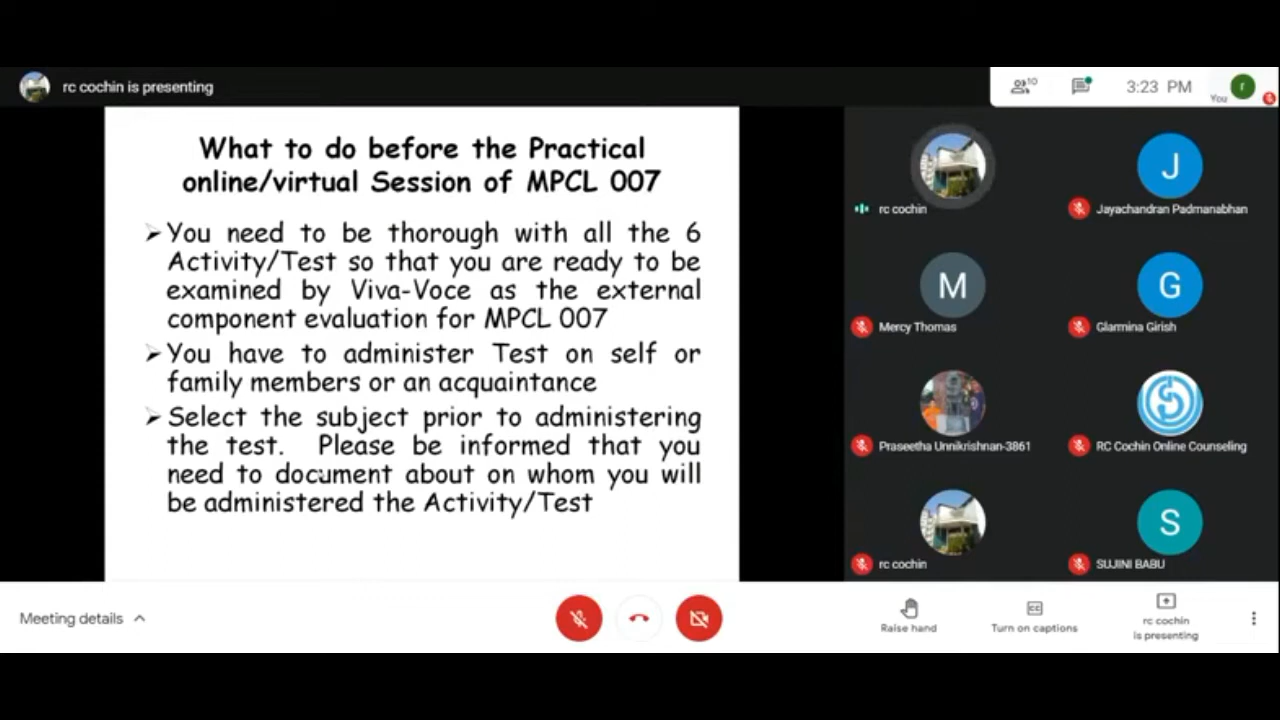 rc cochin is presenting
10
3:23 PM
You
r
What to do before the Practical
online/virtual Session of MPCL 007
➢You need to be thorough with all the 6
Activity/Test so that you are ready to be
examined by Viva-Voce as the external
component evaluation for MPCL 007
➢You have to administer Test on self or
family members or an acquaintance
➢Select the subject prior to administering
the test. Please be informed that you
need to document about on whom you will
be administered the Activity/Test
rc cochin
J
Jayachandran Padmanabhan
M
Mercy Thomas
G
Glarmina Girish
Praseetha Unnikrishnan-3861
RC Cochin Online Counseling
rc cochin
S
SUJINI BABU
Meeting details
Raise hand
CC
Turn on captions
rc cochin
is presenting